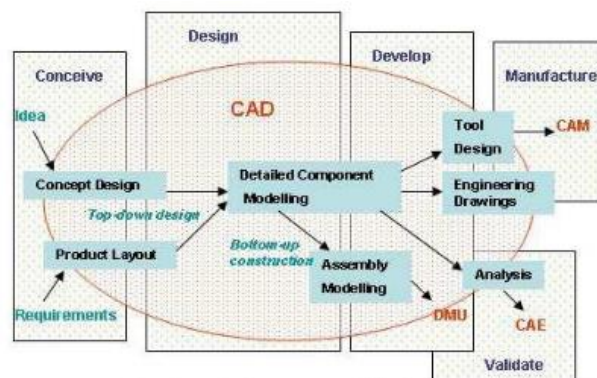 Design
Develop
Conceive
Manufacture
Idea
CAD
Tool
Design
CAM
Concept Design
Detailed Component
Modelling
Engineering
Drawings
Top-down design
Product Layout
Bottom-up
construction
Assembly
Modelling
Analysis
Requirements
DMU
CAE
Validate